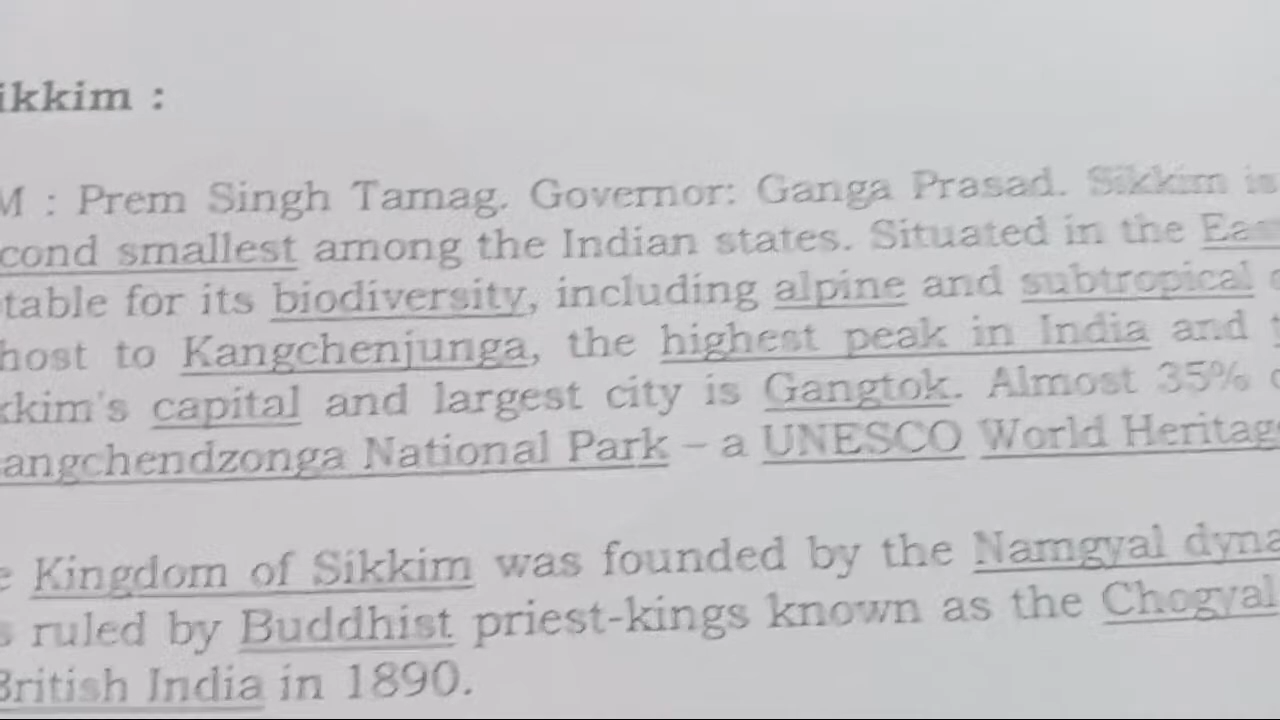 ikkim :
M : Prem Singh Tamag. Governor: Ganga Prasad. Sikkim is
cond smallest among the Indian states. Situated in the Ea
table for its biodiversity, including alpine and subtropical
host to Kangchenjunga, the highest peak in India and
kkim's capital and largest city is Gangtok. Almost 35%
angchendzonga National Park – a UNESCO World Heritag
e Kingdom of Sikkim was founded by the Namgyal dyna
s ruled by Buddhist priest-kings known as the Chogyal
British India in 1890.